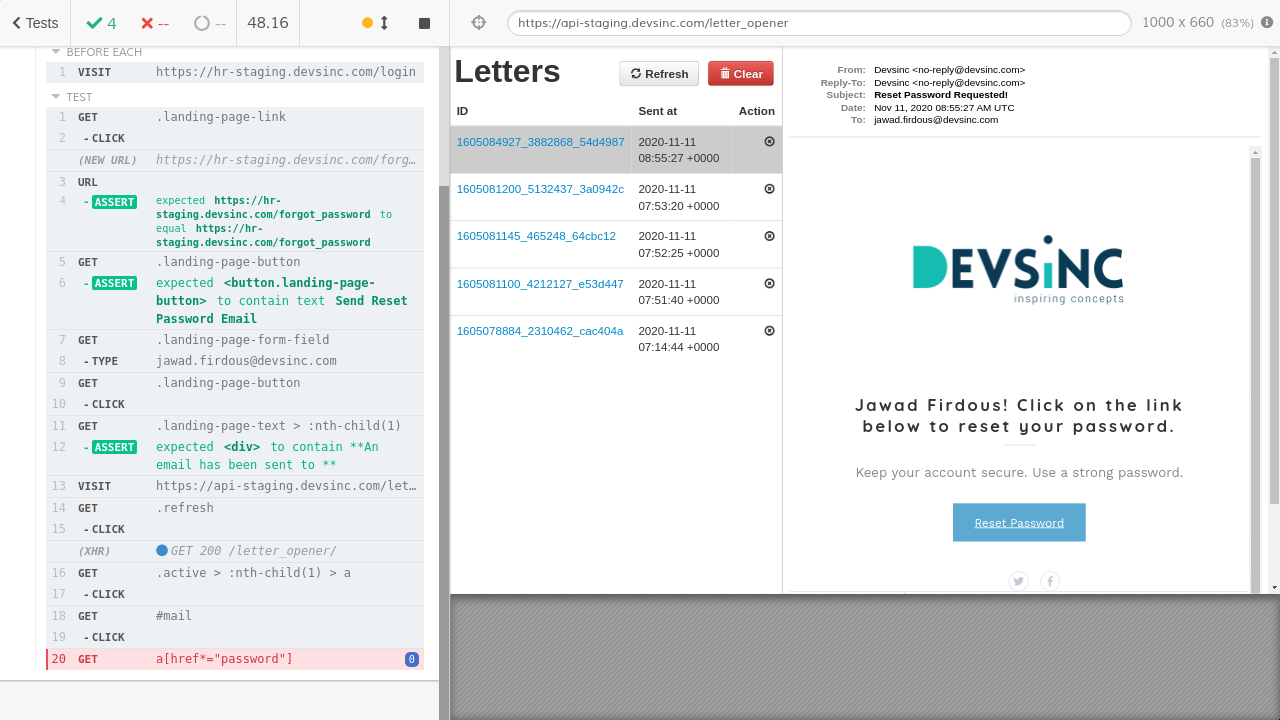 Tests
4
--
--
48.16
https://api-staging.devsinc.com/letter_opener
1000 x 660 (83%)
BEFORE EACH
1 VISIT https://hr-staging.devsinc.com/login
TEST
1 GET .landing-page-link
2 - CLICK
(NEW URL) https://hr-staging.devsinc.com/forg…
3 URL
4 - ASSERT expected https://hr-
staging.devsinc.com/forgot_password to
equal https://hr-
staging.devsinc.com/forgot_password
5 GET .landing-page-button
6 - ASSERT expected <button.landing-page-
button> to contain text Send Reset
Password Email
7 GET .landing-page-form-field
8 - TYPE jawad.firdous@devsinc.com
9 GET .landing-page-button
10 - CLICK
11 GET .landing-page-text > :nth-child(1)
12 - ASSERT expected <div> to contain **An
email has been sent to **
13 VISIT https://api-staging.devsinc.com/let…
14 GET .refresh
15 - CLICK
(XHR) GET 200 /letter_opener/
16 GET .active > :nth-child(1) > a
17 - CLICK
18 GET #mail
19 - CLICK
20 GET a[href*="password"] 0
Letters
Refresh
Clear
ID Sent at Action
1605084927_3882868_54d4987 2020-11-11
08:55:27 +0000
1605081200_5132437_3a0942c 2020-11-11
07:53:20 +0000
1605081145_465248_64cbc12 2020-11-11
07:52:25 +0000
1605081100_4212127_e53d447 2020-11-11
07:51:40 +0000
1605078884_2310462_cac404a 2020-11-11
07:14:44 +0000
From: Devsinc <no-reply@devsinc.com>
Reply-To: Devsinc <no-reply@devsinc.com>
Subject: Reset Password Requested!
Date: Nov 11, 2020 08:55:27 AM UTC
To: jawad.firdous@devsinc.com
DEVSiNC
inspiring concepts
Jawad Firdous! Click on the link
below to reset your password.
Keep your account secure. Use a strong password.
Reset Password